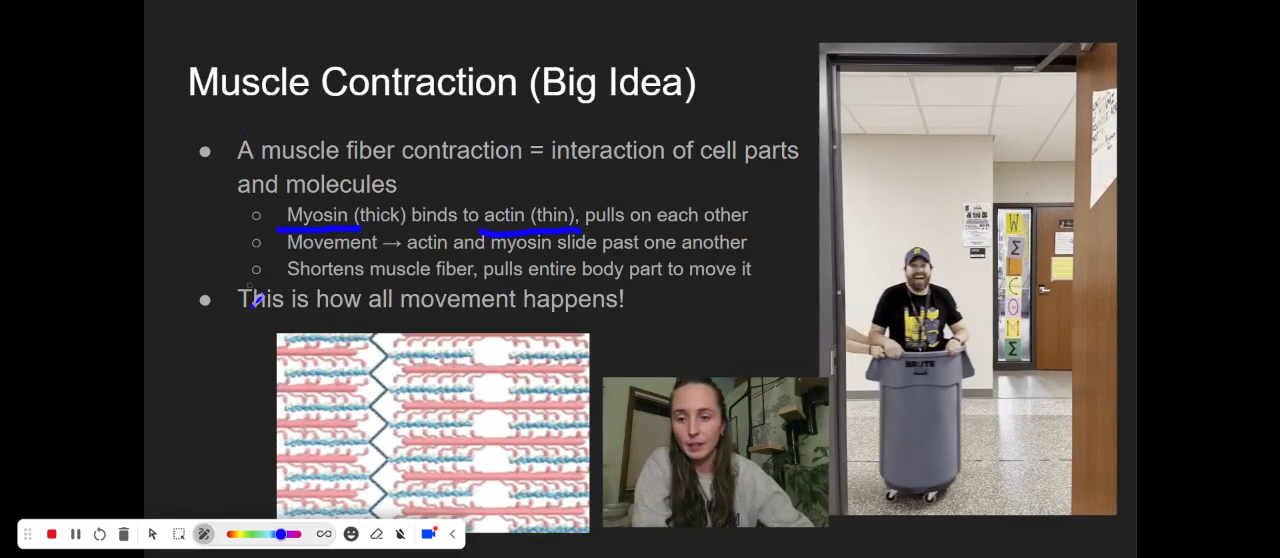 Muscle Contraction (Big Idea)
● A muscle fiber contraction = interaction of cell parts
and molecules
○ Myosin (thick) binds to actin (thin), pulls on each other
○ Movement → actin and myosin slide past one another
○ Shortens muscle fiber, pulls entire body part to move it
● This is how all movement happens!
W
Σ
L
C
O
M
Σ
BRUTE